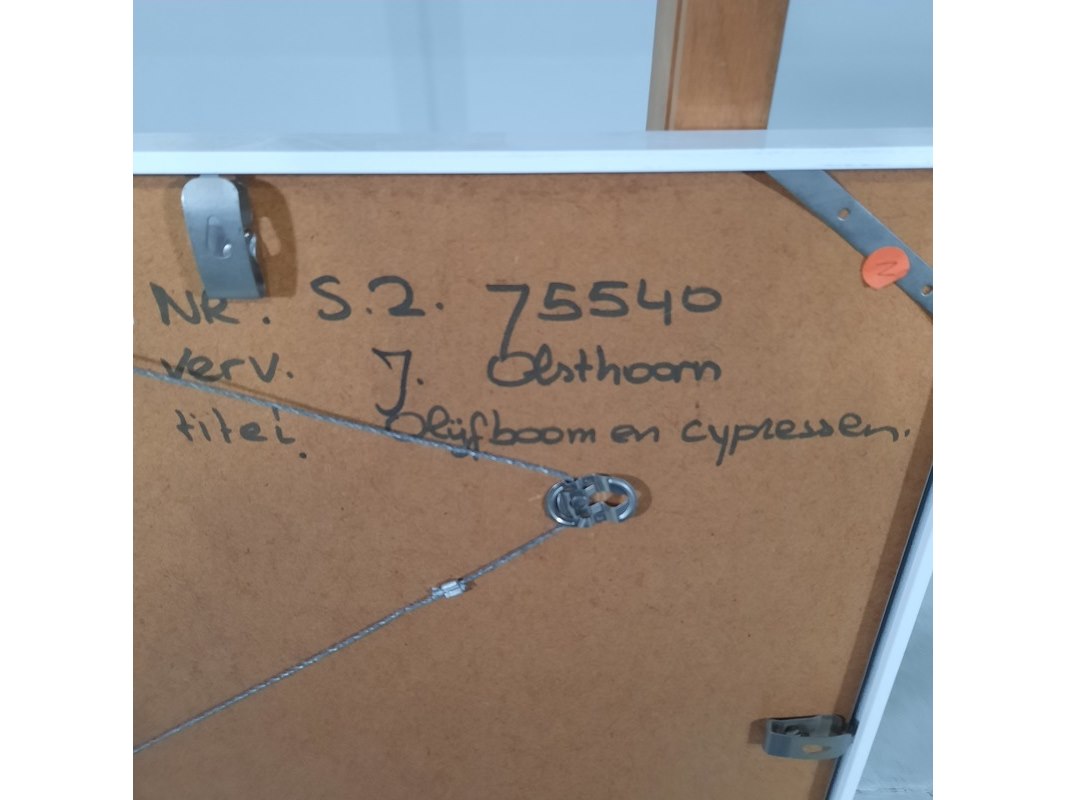 Nr. S.2. 75540
verv. J. Olsthoorn
titel. Olijfboom en cypressen.
N